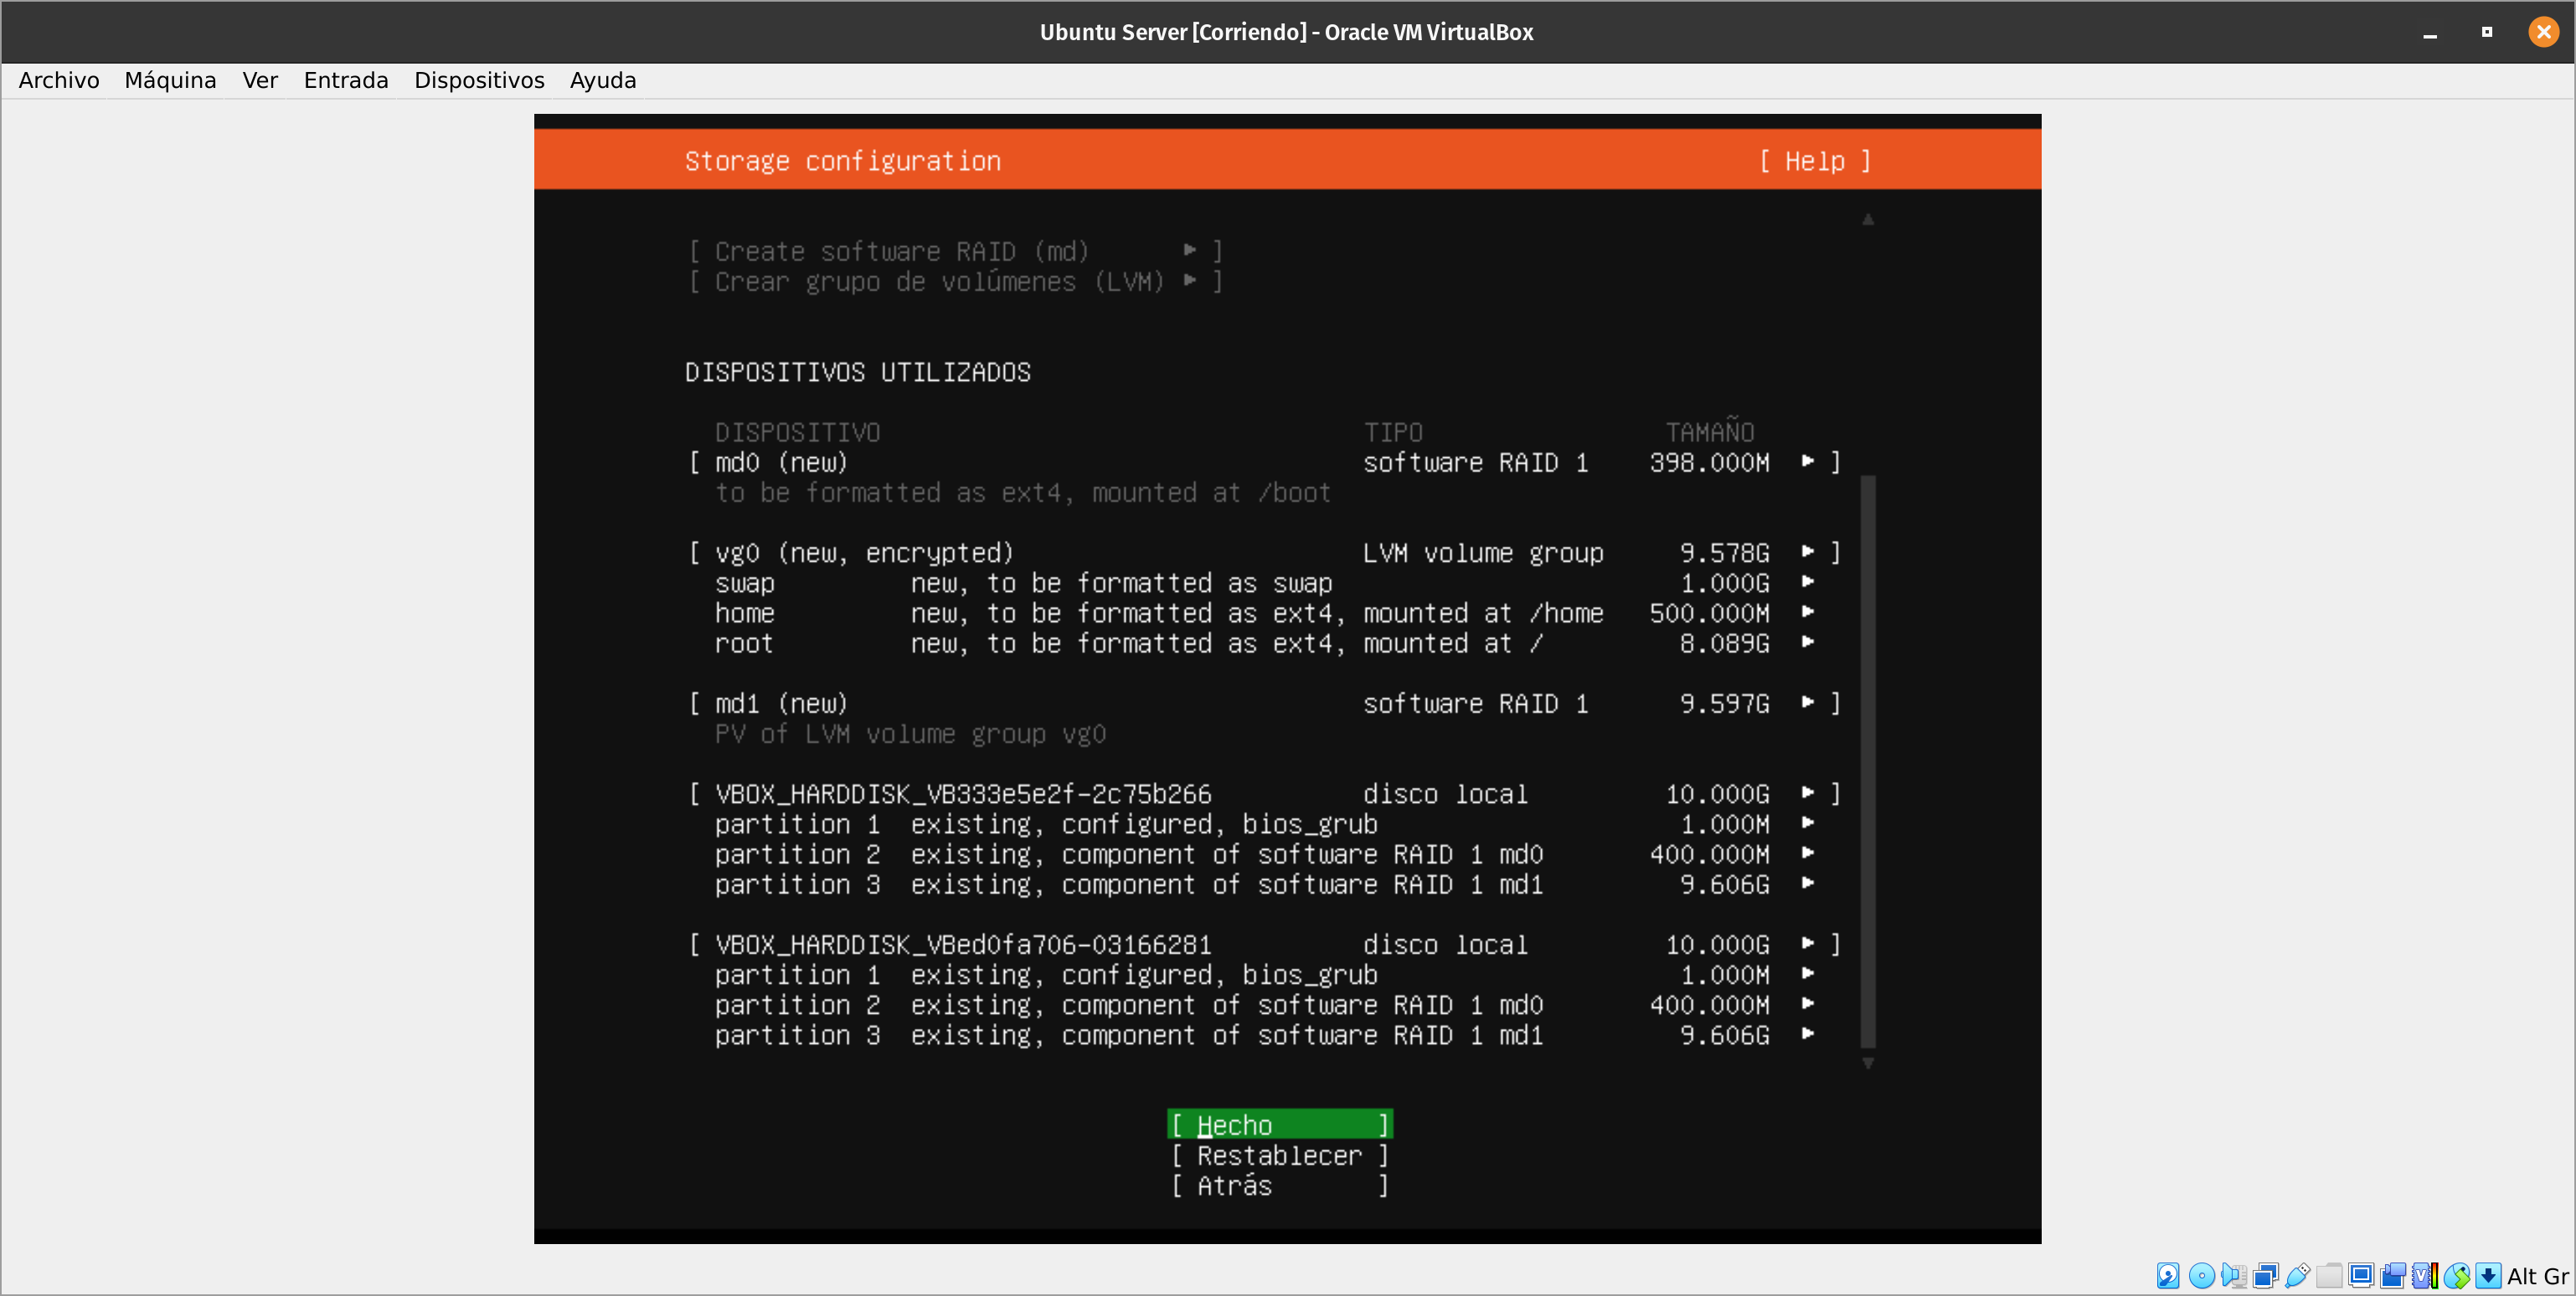 Ubuntu Server [Corriendo] - Oracle VM VirtualBox
Archivo Máquina Ver Entrada Dispositivos Ayuda
Storage configuration [ Help ]
[ Create software RAID (md) ▸ ]
[ Crear grupo de volúmenes (LVM) ▸ ]
DISPOSITIVOS UTILIZADOS
DISPOSITIVO TIPO TAMAÑO
[ md0 (new) software RAID 1 398.000M ▸ ]
to be formatted as ext4, mounted at /boot
[ vg0 (new, encrypted) LVM volume group 9.578G ▸ ]
swap new, to be formatted as swap 1.000G ▸
home new, to be formatted as ext4, mounted at /home 500.000M ▸
root new, to be formatted as ext4, mounted at / 8.089G ▸
[ md1 (new) software RAID 1 9.597G ▸ ]
PV of LVM volume group vg0
[ VBOX_HARDDISK_VB333e5e2f-2c75b266 disco local 10.000G ▸ ]
partition 1 existing, configured, bios_grub 1.000M ▸
partition 2 existing, component of software RAID 1 md0 400.000M ▸
partition 3 existing, component of software RAID 1 md1 9.606G ▸
[ VBOX_HARDDISK_VBed0fa706-03166281 disco local 10.000G ▸ ]
partition 1 existing, configured, bios_grub 1.000M ▸
partition 2 existing, component of software RAID 1 md0 400.000M ▸
partition 3 existing, component of software RAID 1 md1 9.606G ▸
[ Hecho ]
[ Restablecer ]
[ Atrás ]
Alt Gr